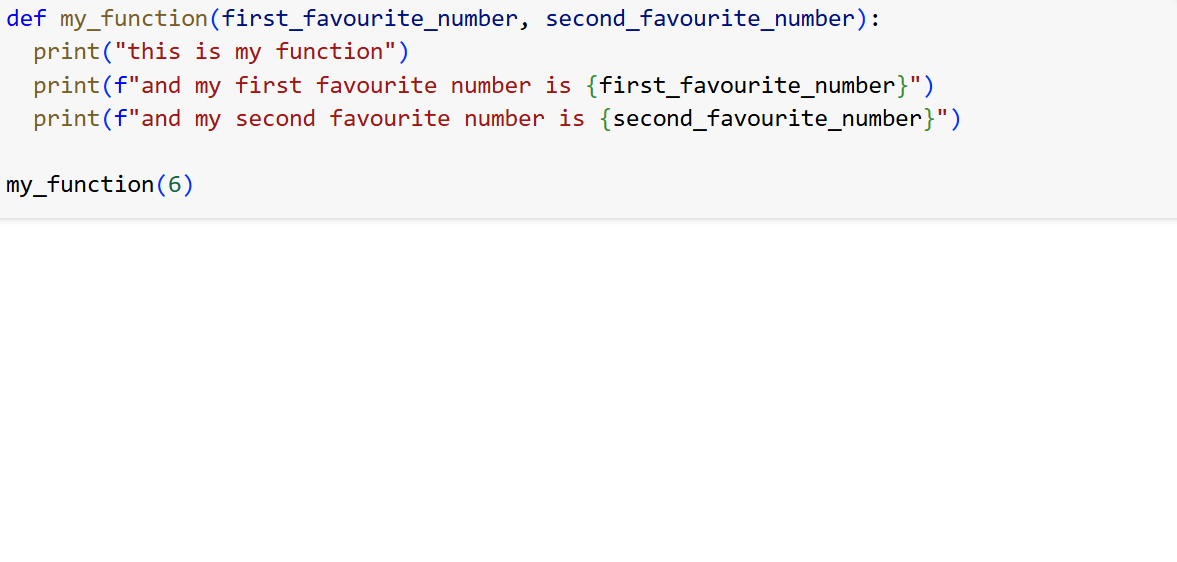 def my_function(first_favourite_number, second_favourite_number):
  print("this is my function")
  print(f"and my first favourite number is {first_favourite_number}")
  print(f"and my second favourite number is {second_favourite_number}")

my_function(6)